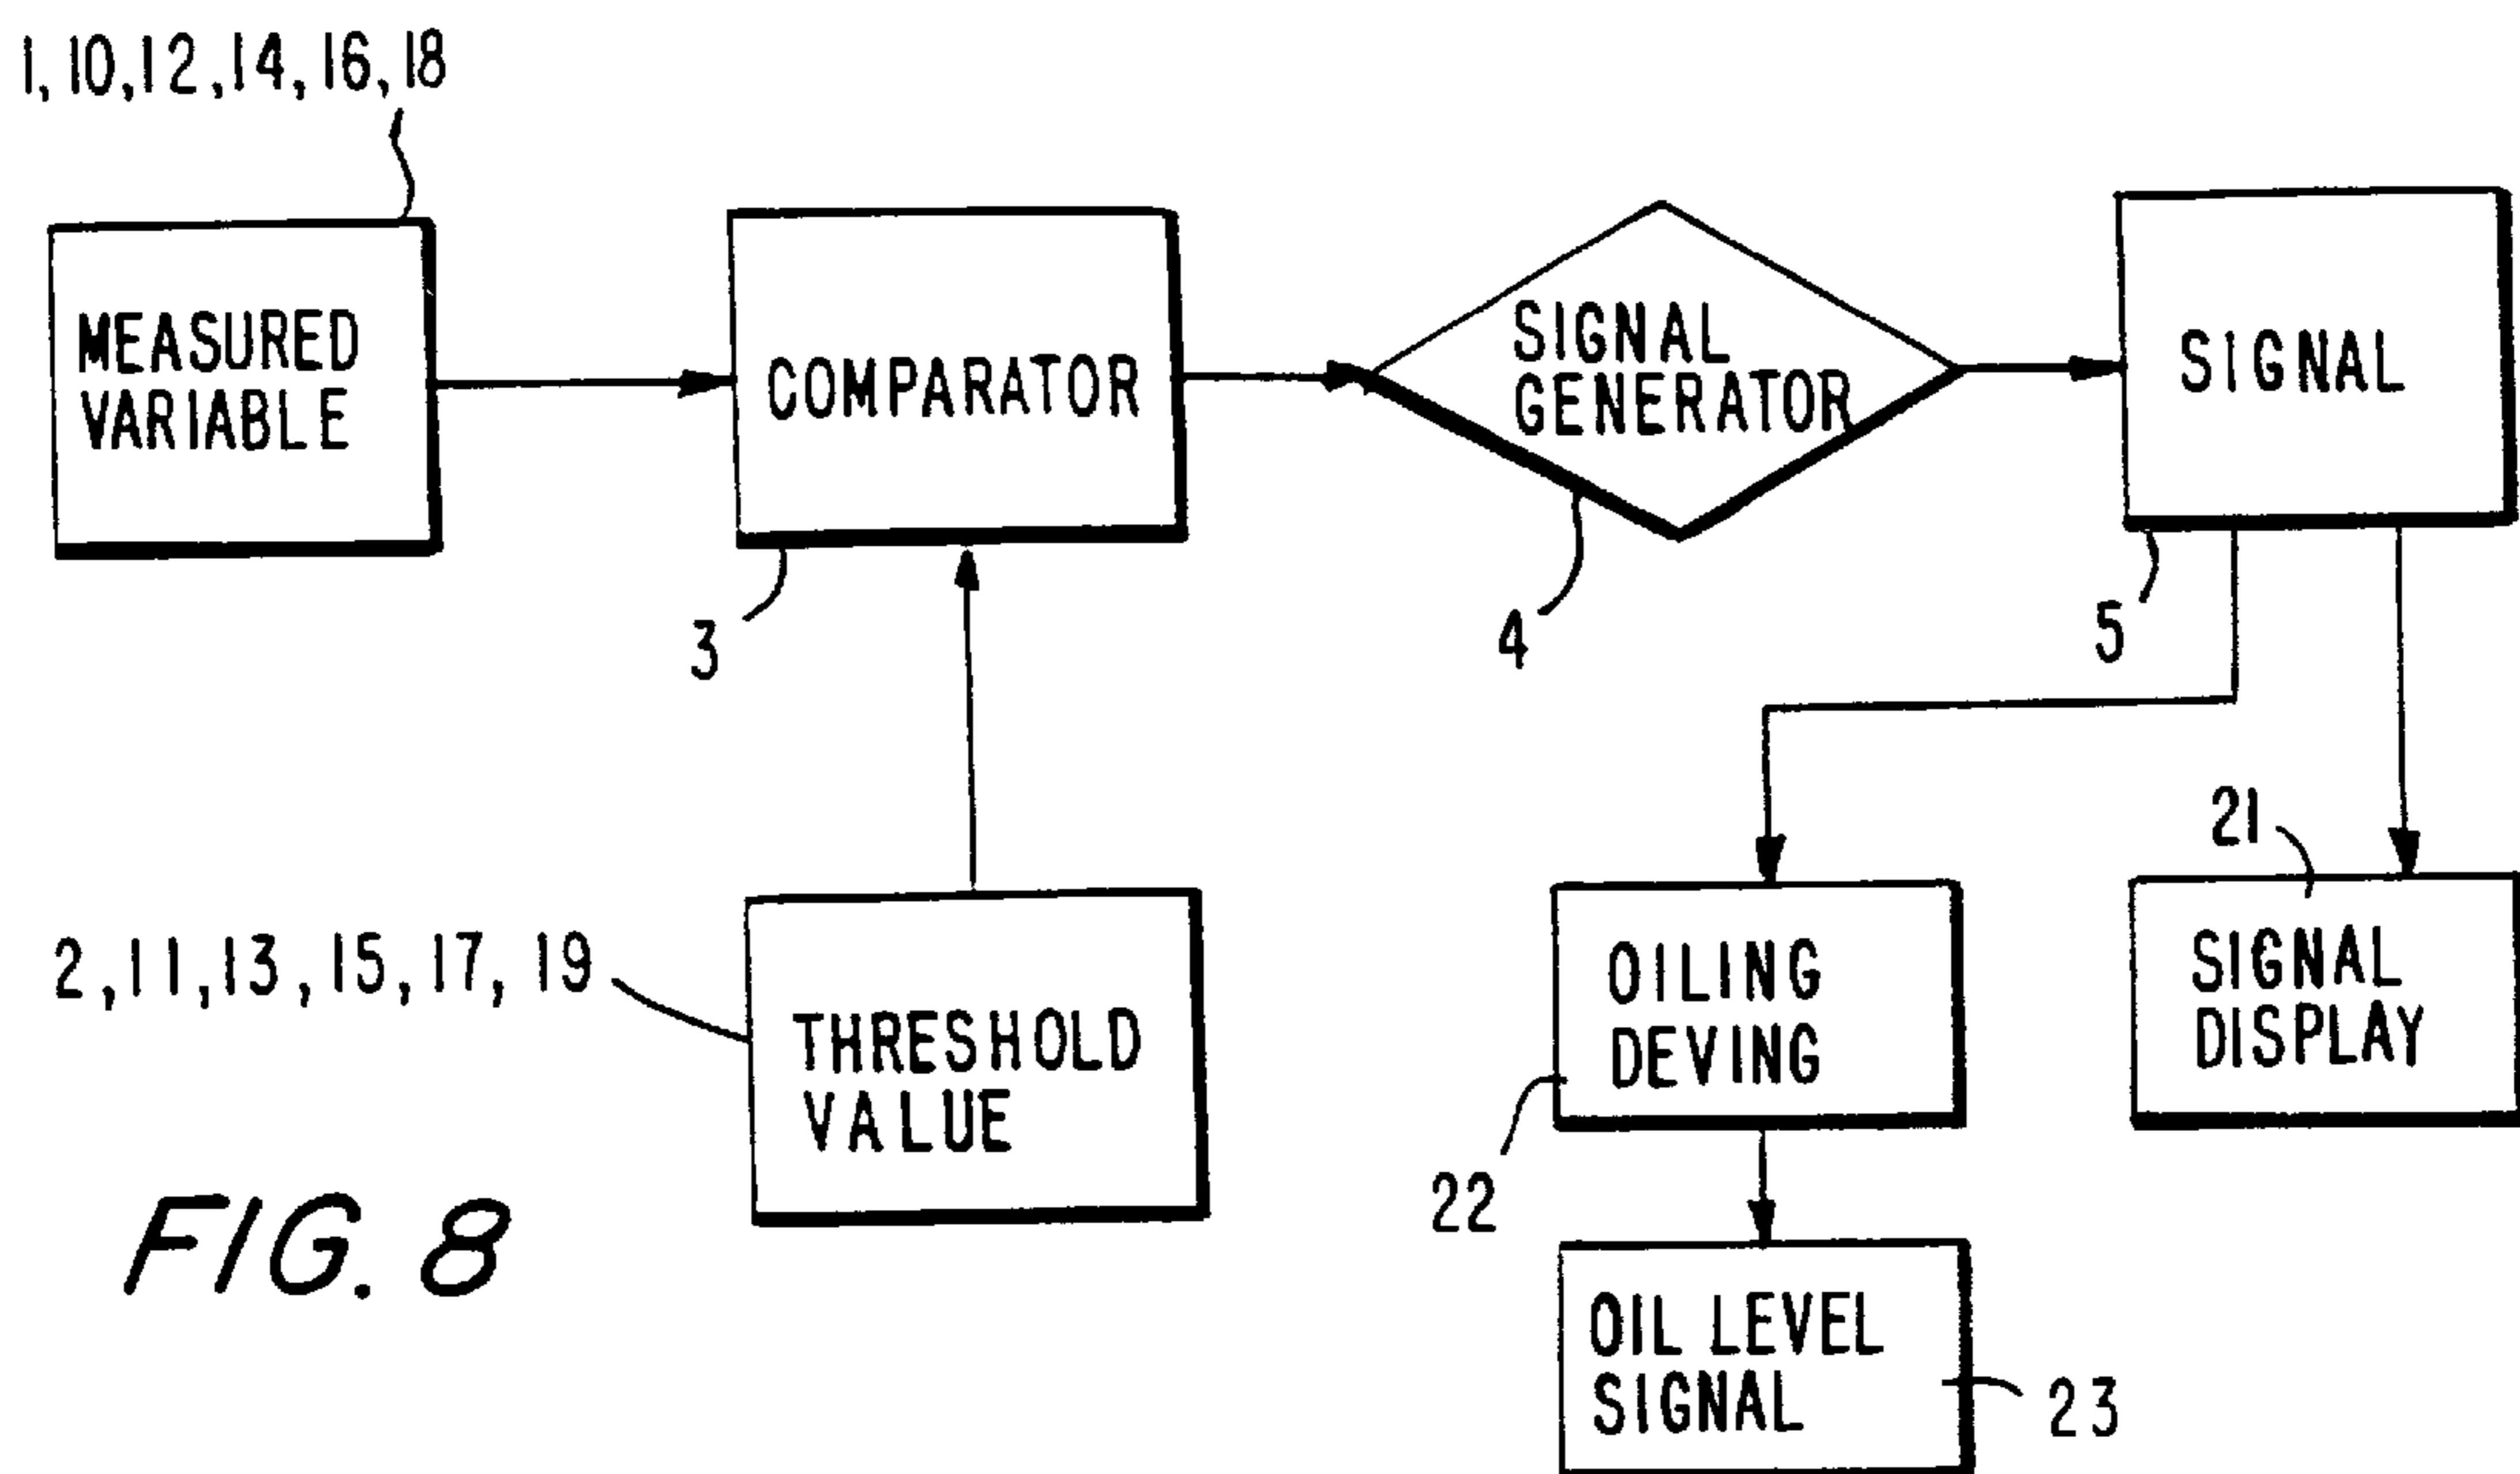 1, 10, 12, 14, 16, 18
MEASURED
VARIABLE
COMPARATOR
SIGNAL
GENERATOR
SIGNAL
3
4
5
21
2, 11, 13, 15, 17, 19
THRESHOLD
VALUE
OILING
DEVING
SIGNAL
DISPLAY
22
FIG. 8
OIL LEVEL
SIGNAL
23